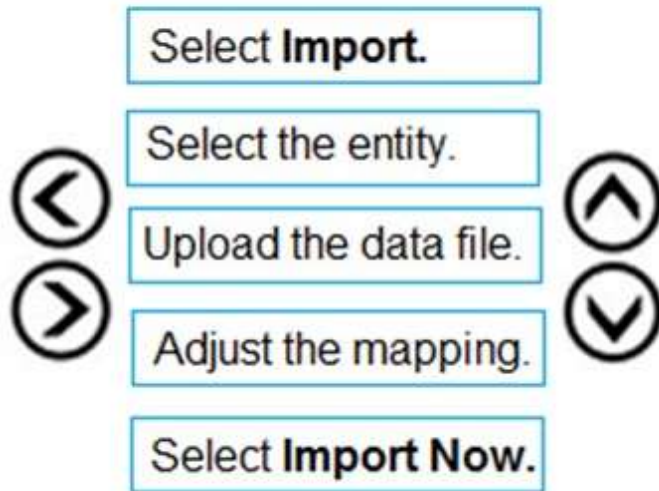 Select Import.
Select the entity.
Upload the data file.
Adjust the mapping.
Select Import Now.